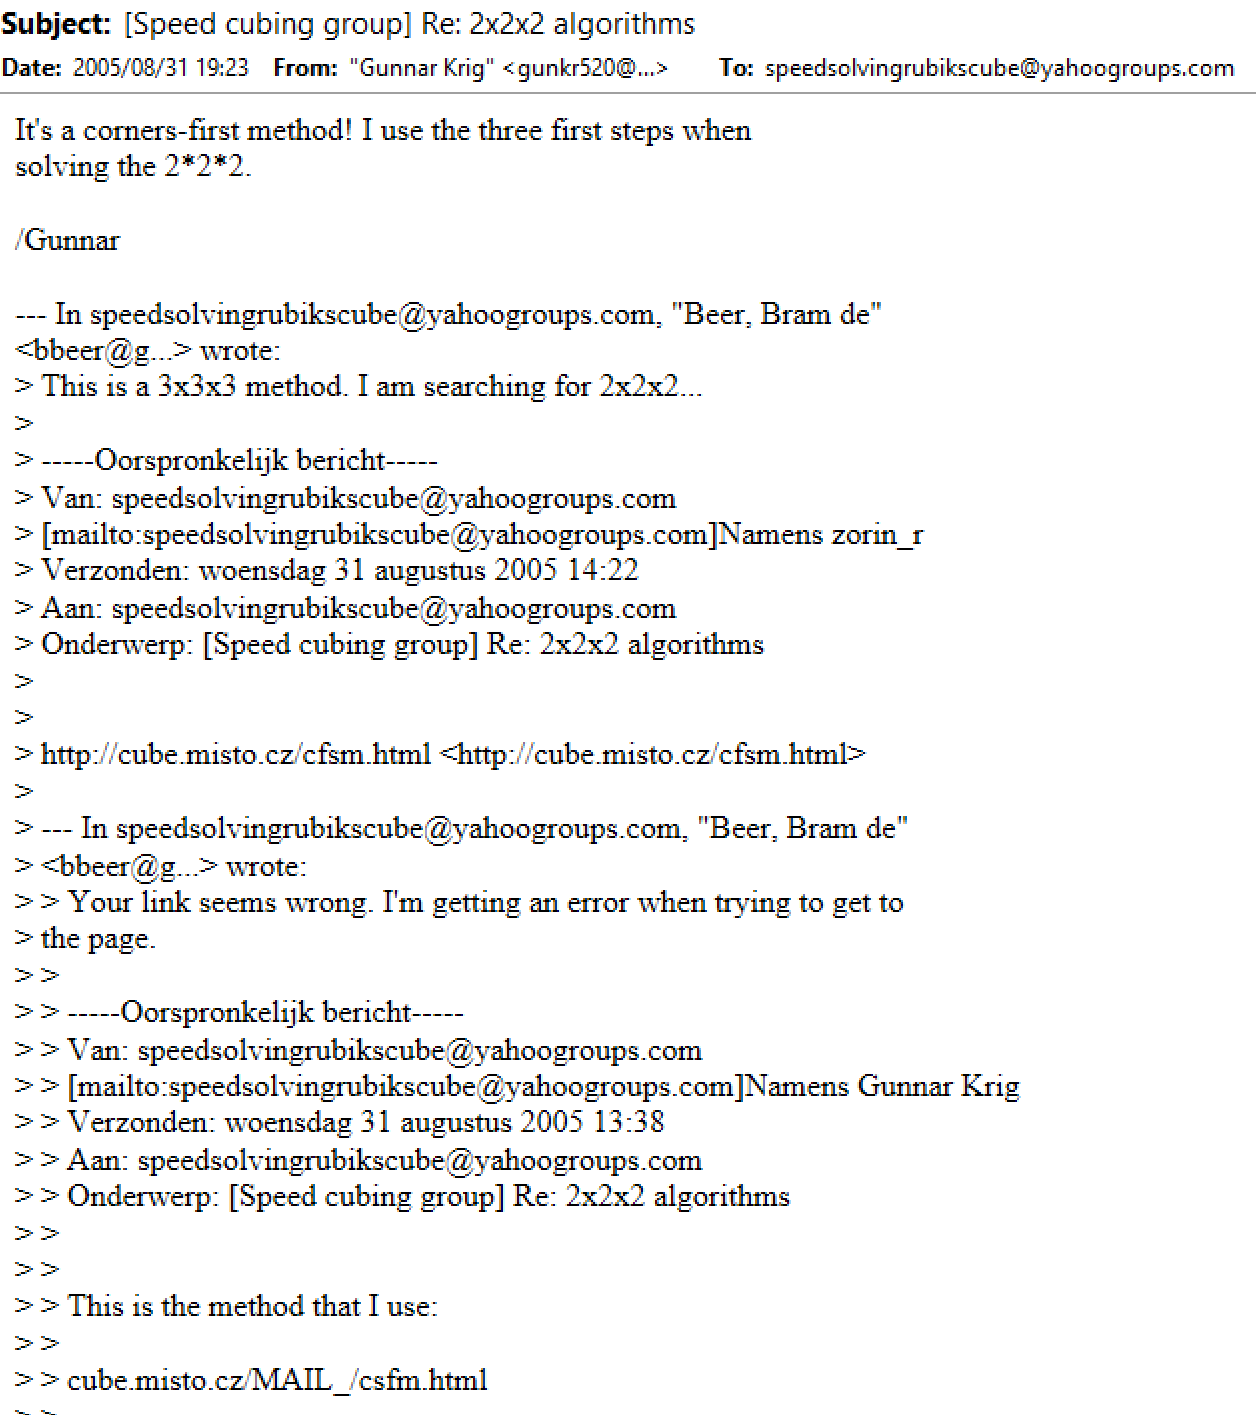 Subject: [Speed cubing group] Re: 2x2x2 algorithms
Date: 2005/08/31 19:23 From: "Gunnar Krig" <gunkr520@...> To: speedsolvingrubikscube@yahoogroups.com
It's a corners-first method! I use the three first steps when
solving the 2*2*2.
/Gunnar
--- In speedsolvingrubikscube@yahoogroups.com, "Beer, Bram de"
<bbeer@g...> wrote:
> This is a 3x3x3 method. I am searching for 2x2x2...
>
> -----Oorspronkelijk bericht-----
> Van: speedsolvingrubikscube@yahoogroups.com
> [mailto:speedsolvingrubikscube@yahoogroups.com]Namens zorin_r
> Verzonden: woensdag 31 augustus 2005 14:22
> Aan: speedsolvingrubikscube@yahoogroups.com
> Onderwerp: [Speed cubing group] Re: 2x2x2 algorithms
>
>
> http://cube.misto.cz/cfsm.html <http://cube.misto.cz/cfsm.html>
>
> --- In speedsolvingrubikscube@yahoogroups.com, "Beer, Bram de"
> <bbeer@g...> wrote:
> > Your link seems wrong. I'm getting an error when trying to get to
> the page.
> >
> > -----Oorspronkelijk bericht-----
> > Van: speedsolvingrubikscube@yahoogroups.com
> > [mailto:speedsolvingrubikscube@yahoogroups.com]Namens Gunnar Krig
> > Verzonden: woensdag 31 augustus 2005 13:38
> > Aan: speedsolvingrubikscube@yahoogroups.com
> > Onderwerp: [Speed cubing group] Re: 2x2x2 algorithms
> >
> >
> > This is the method that I use:
> >
> > cube.misto.cz/MAIL_/csfm.html
> >